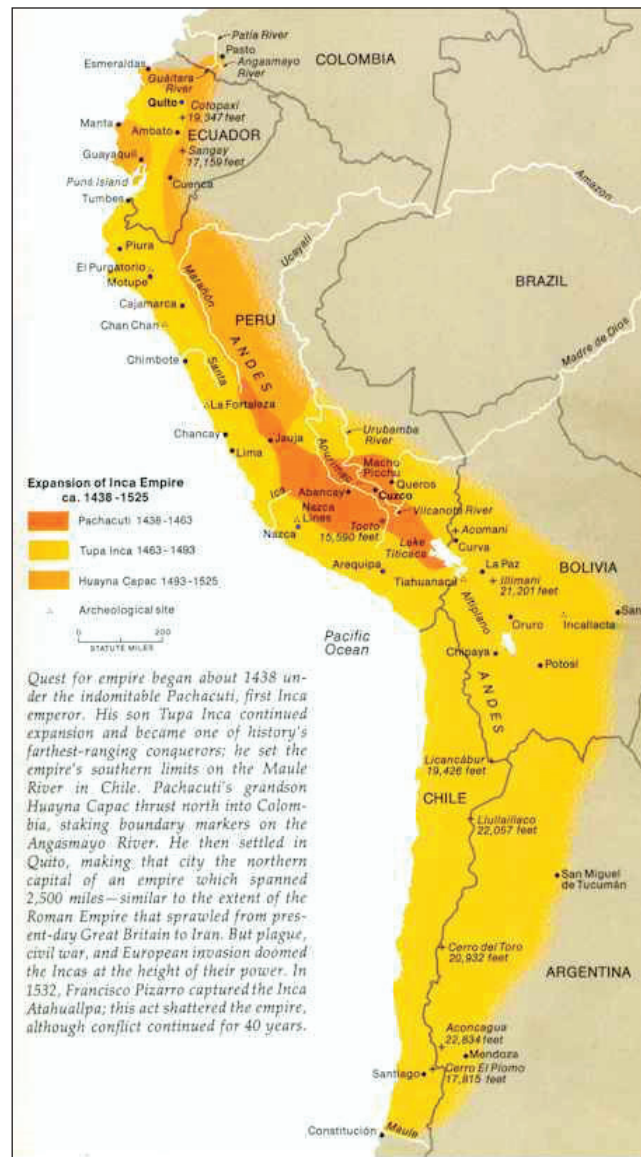 Patía River
Pasto
Angasmayo
River
COLOMBIA
Esmeraldas
Guáitara
River
Quito
Cotopaxi
19,347 feet
Manta
Ambato
ECUADOR
Sangay
17,159 feet
Guayaquil
Puná Island
Cuenca
Tumbes
Amazon
Piura
Ucayali
El Purgatorio
Motupe
Marañón
BRAZIL
Cajamarca
PERU
Chan Chan
ANDES
Madre de Dios
Chimbote
Santa
La Fortaleza
Urubamba
River
Chancay
Jauja
Lima
Apurímac
Macho
Picchu
Queros
Expansion of Inca Empire
ca. 1438-1525
Pachacuti 1438-1463
Tupa Inca 1463-1493
Huayna Capac 1493-1525
Archeological site
0 200
STATUTE MILES
Ica
Abancay
Cuzco
Nazca
Lines
Vilcanota River
Nazca
Tocto
15,590 feet
Acomani
Lake
Titicaca
Curva
Arequipa
La Paz
BOLIVIA
Tiahuanaco
Illimani
21,201 feet
Altiplano
San
Oruro
Incallacta
Pacific
Ocean
Chipaya
Potosí
ANDES
Quest for empire began about 1438 un-
der the indomitable Pachacuti, first Inca
emperor. His son Tupa Inca continued
expansion and became one of history's
farthest-ranging conquerors; he set the
empire's southern limits on the Maule
River in Chile. Pachacuti's grandson
Huayna Capac thrust north into Colom-
bia, staking boundary markers on the
Angasmayo River. He then settled in
Quito, making that city the northern
capital of an empire which spanned
2,500 miles—similar to the extent of the
Roman Empire that sprawled from pres-
ent-day Great Britain to Iran. But plague,
civil war, and European invasion doomed
the Incas at the height of their power. In
1532, Francisco Pizarro captured the Inca
Atahuallpa; this act shattered the empire,
although conflict continued for 40 years.
Licancábur
19,426 feet
CHILE
Llullaillaco
22,057 feet
San Miguel
de Tucumán
Cerro del Toro
20,932 feet
ARGENTINA
Aconcagua
22,834 feet
Mendoza
Santiago
Cerro El Plomo
17,815 feet
Constitución
Maule